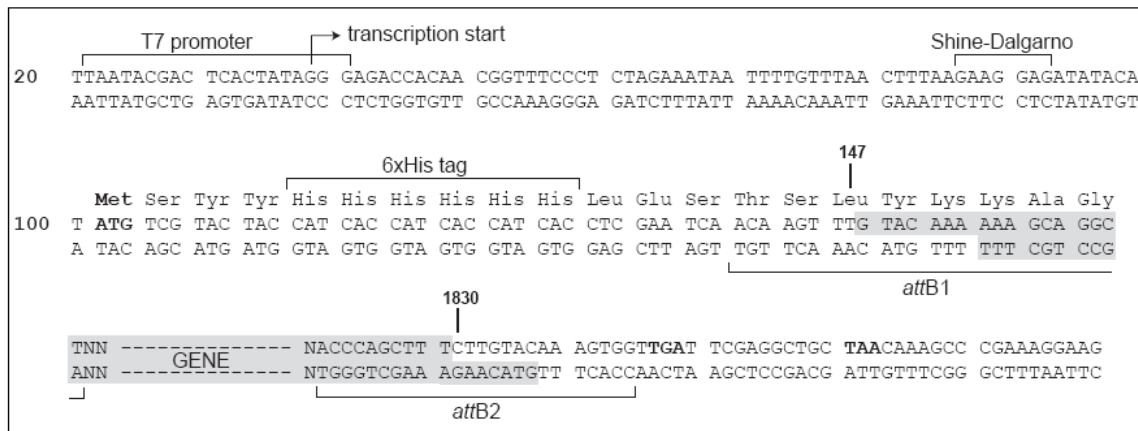 T7 promoter transcription start Shine-Dalgarno
20 TTAATACGAC TCACTATAGG GAGACCACAA CGGTTTCCCT CTAGAAATAA TTTTGTTTAA CTTTAAGAAG GAGATATACA
AATTATGCTG AGTGATATCC CTCTGGTGTT GCCAAAGGGA GATCTTTATT AAAACAAATT GAAATTCTTC CTCTATATGT
6xHis tag 147
Met Ser Tyr Tyr His His His His His His Leu Glu Ser Thr Ser Leu Tyr Lys Lys Ala Gly
100 T ATG TCG TAC TAC CAT CAC CAT CAC CAT CAC CTC GAA TCA ACA AGT TTG TAC AAA AAA GCA GGC
A TAC AGC ATG ATG GTA GTG GTA GTG GTA GTG GAG CTT AGT TGT TCA AAC ATG TTT TTT CGT CCG
attB1
1830
TNN -------------- NACCCAGCTTT TCTTGTACAA AGTGGTTGAT TCGAGGCTGC TAACAAAGCC CGAAAGGAAG
GENE
ANN -------------- NTGGGTCGAAA AGAACATGTT TCACCAACTAA AGCTCCGACG ATTGTTTCGG GCTTTAATTC
attB2